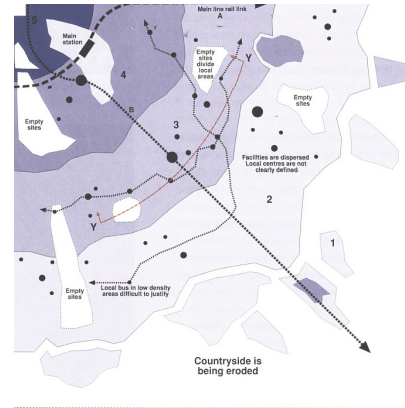 Main line rail link
A
5
Main
station
4
Empty
sites
divide
local
areas
Y
B
Empty
sites
Empty
sites
3
Facilities are dispersed
Local centres are not
clearly defined
2
Y
1
Empty
sites
Local bus in low density
areas difficult to justify
Countryside is
being eroded